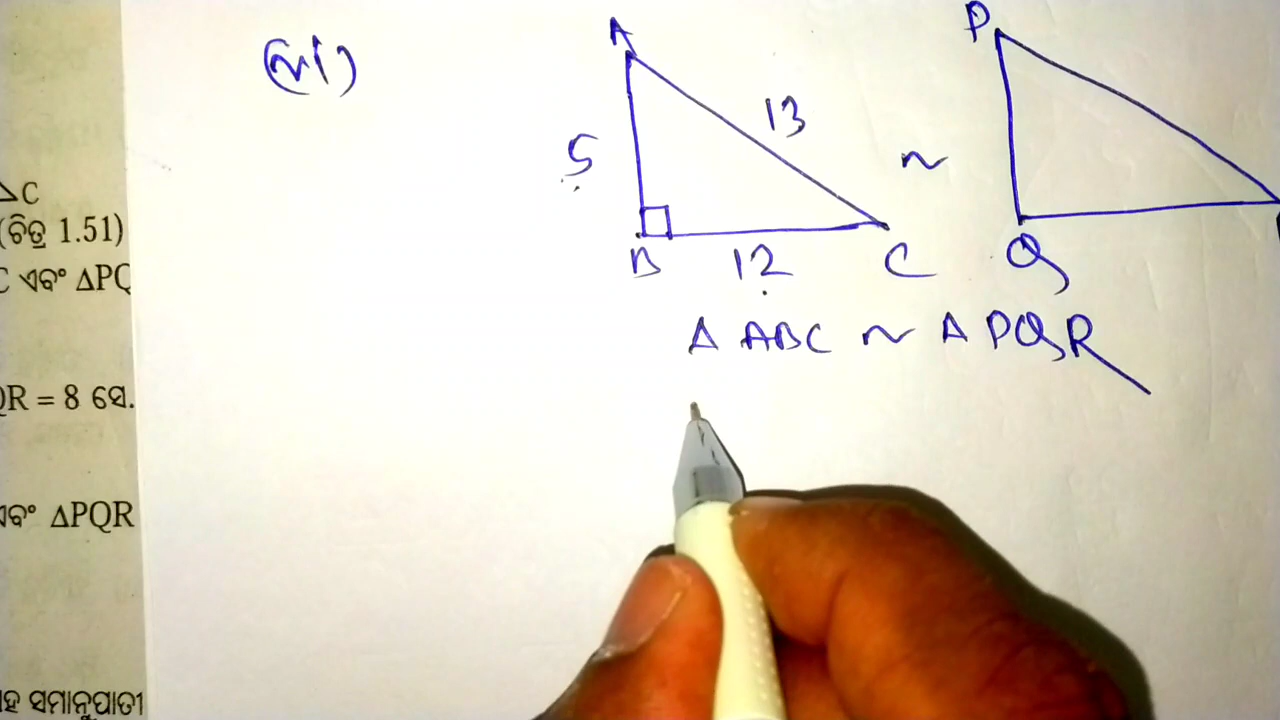 (vi)
A
P
5
13
~
B
12
C
Q
Δ ABC ~ Δ PQR
ΔC
(ଚିତ୍ର 1.51)
C ଏବଂ ΔPQ
QR = 8 ସେ.
ଏବଂ ΔPQR
ସମାନୁପାତୀ